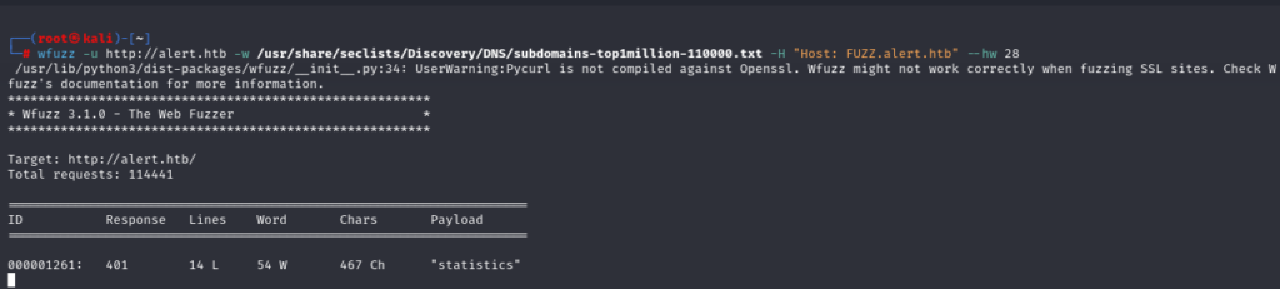 ┌──(root㉿kali)-[~]
└─# wfuzz -u http://alert.htb -w /usr/share/seclists/Discovery/DNS/subdomains-top1million-110000.txt -H "Host: FUZZ.alert.htb" --hw 28
/usr/lib/python3/dist-packages/wfuzz/__init__.py:34: UserWarning:Pycurl is not compiled against Openssl. Wfuzz might not work correctly when fuzzing SSL sites. Check W
fuzz's documentation for more information.
********************************************************
* Wfuzz 3.1.0 - The Web Fuzzer                         *
********************************************************
Target: http://alert.htb/
Total requests: 114441
=====================================================================
ID           Response   Lines    Word       Chars       Payload
=====================================================================
000001261:   401        14 L     54 W       467 Ch      "statistics"